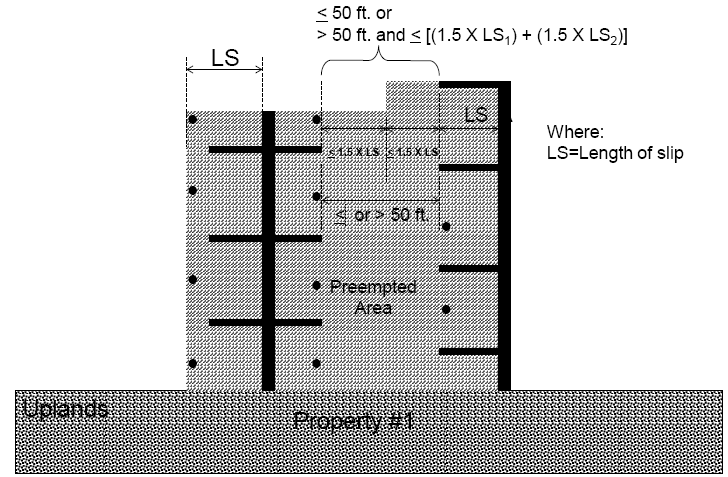 ≤ 50 ft. or
> 50 ft. and ≤ [(1.5 X LS₁) + (1.5 X LS₂)]
LS
LS
Where:
LS=Length of slip
≤ 1.5 X LS
≤ 1.5 X LS
≤ or > 50 ft.
Preempted
Area
Uplands
Property #1